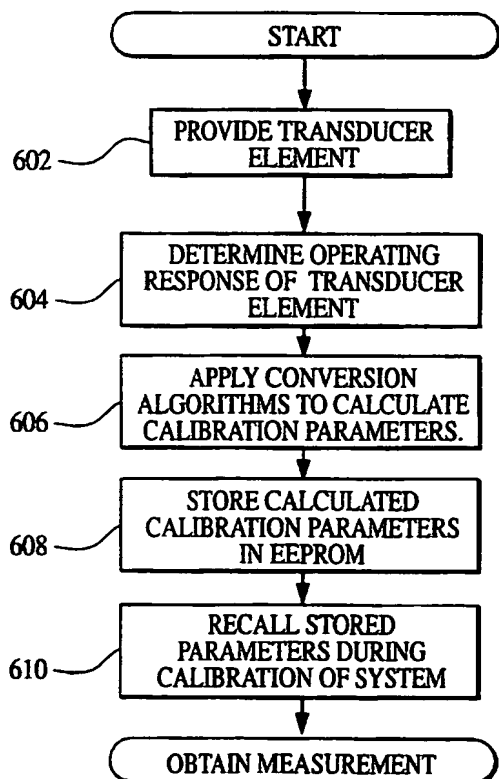 START
602
PROVIDE TRANSDUCER
ELEMENT
604
DETERMINE OPERATING
RESPONSE OF TRANSDUCER
ELEMENT
606
APPLY CONVERSION
ALGORITHMS TO CALCULATE
CALIBRATION PARAMETERS.
608
STORE CALCULATED
CALIBRATION PARAMETERS
IN EEPROM
610
RECALL STORED
PARAMETERS DURING
CALIBRATION OF SYSTEM
OBTAIN MEASUREMENT